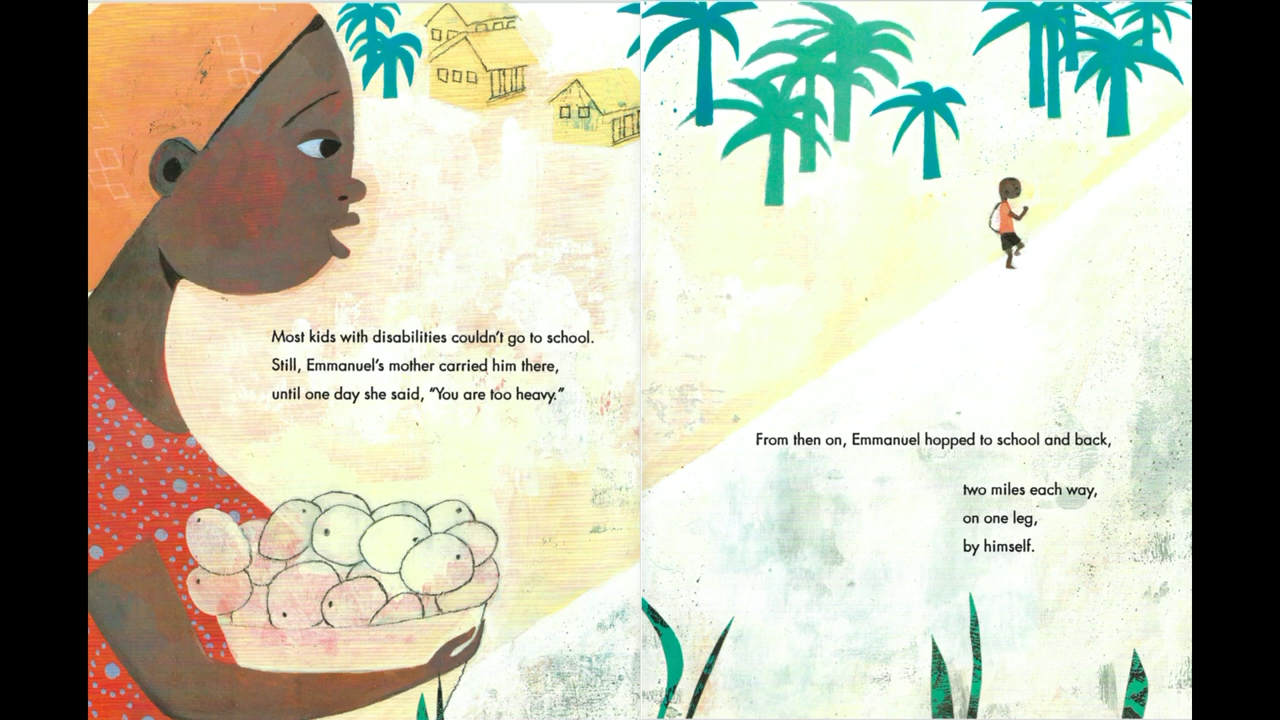 Most kids with disabilities couldn't go to school.
Still, Emmanuel's mother carried him there,
until one day she said, “You are too heavy.”
From then on, Emmanuel hopped to school and back,
two miles each way,
on one leg,
by himself.